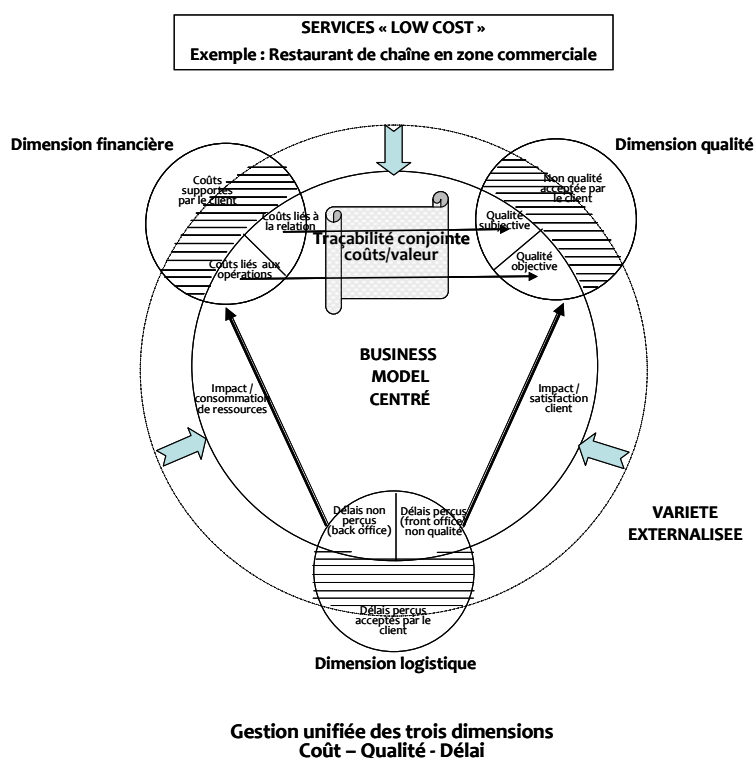 SERVICES « LOW COST »
Exemple : Restaurant de chaîne en zone commerciale
Dimension financière
Dimension qualité
Coûts
supportés
par le client
Non qualité
acceptée par
le client
Coûts liés à
la relation
Qualité
subjective
Traçabilité conjointe
coûts/valeur
Coûts liés aux
opérations
Qualité
objective
BUSINESS
MODEL
CENTRÉ
Impact /
consommation
de ressources
Impact /
satisfaction
client
Délais non
perçus
(back office)
Délais perçus
(front office)
non qualité
VARIETE
EXTERNALISEE
Délais perçus
acceptés par le
client
Dimension logistique
Gestion unifiée des trois dimensions
Coût – Qualité - Délai